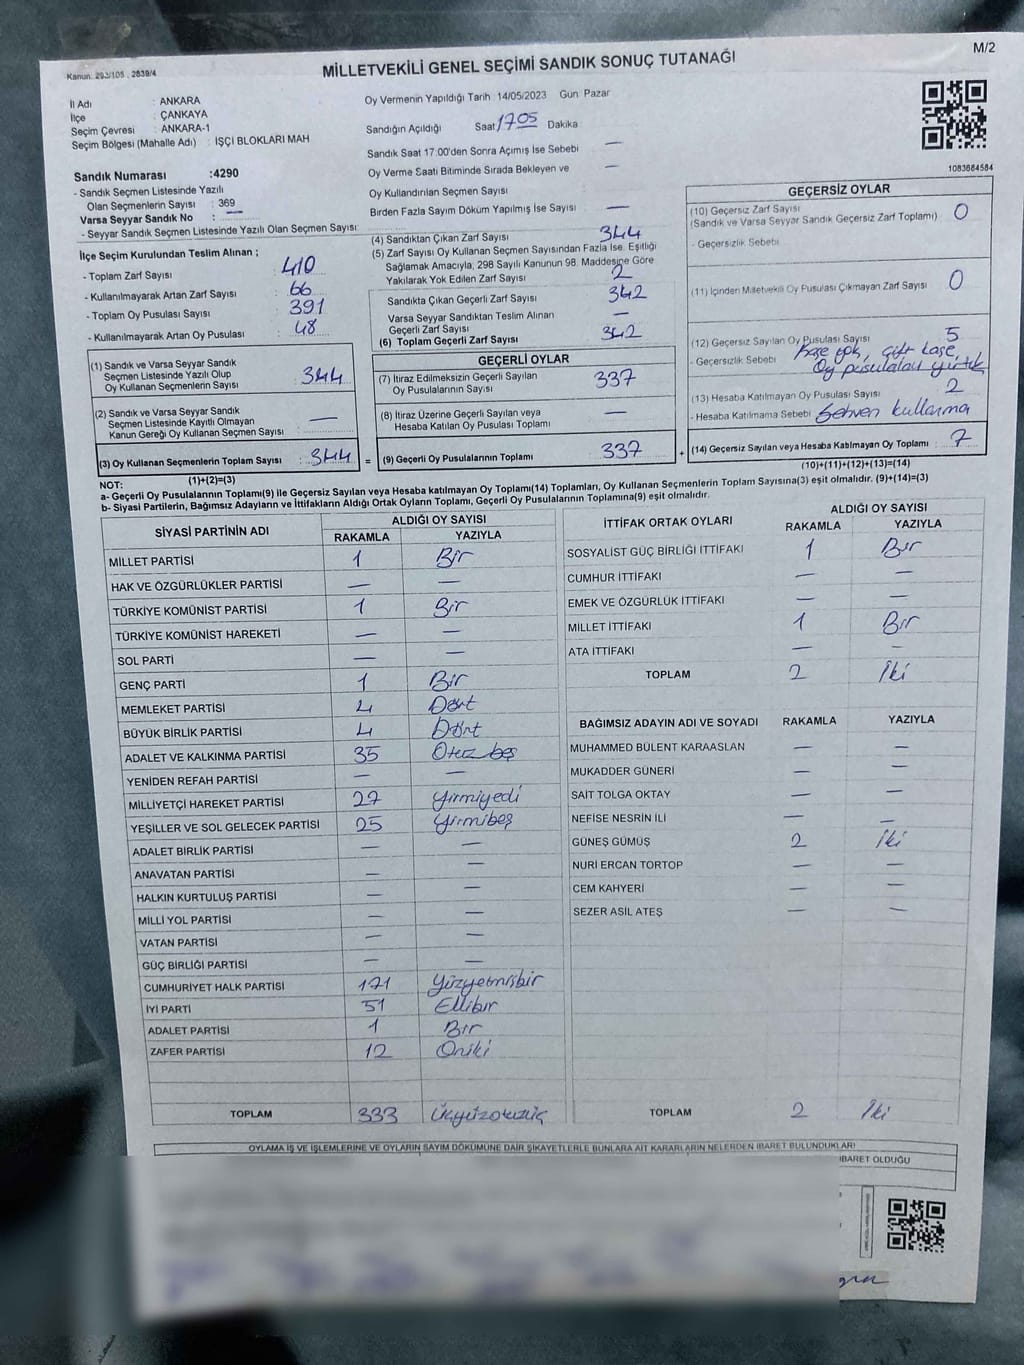 M/2
Kanun: 293/105 , 2839/4
MİLLETVEKİLİ GENEL SEÇİMİ SANDIK SONUÇ TUTANAĞI
İl Adı : ANKARA
İlçe : ÇANKAYA
Seçim Çevresi : ANKARA-1
Seçim Bölgesi (Mahalle Adı) : İŞÇİ BLOKLARI MAH
Sandık Numarası :4290
- Sandık Seçmen Listesinde Yazılı
Olan Seçmenlerin Sayısı : 369
Varsa Seyyar Sandık No : —
- Seyyar Sandık Seçmen Listesinde Yazılı Olan Seçmen Sayısı
Oy Vermenin Yapıldığı Tarih 14/05/2023 Gün Pazar
Sandığın Açıldığı Saat 17 05 Dakika
Sandık Saat 17.00'den Sonra Açımış İse Sebebi —
Oy Verme Saati Bitiminde Sırada Bekleyen ve —
Oy Kullandırılan Seçmen Sayısı
Birden Fazla Sayım Döküm Yapılmış İse Sayısı —
1083664584
İlçe Seçim Kurulundan Teslim Alınan ;
- Toplam Zarf Sayısı : 410
- Kullanılmayarak Artan Zarf Sayısı : 66
- Toplam Oy Pusulası Sayısı : 391
- Kullanılmayarak Artan Oy Pusulası : 48
(1) Sandık ve Varsa Seyyar Sandık
Seçmen Listesinde Yazılı Olup
Oy Kullanan Seçmenlerin Sayısı : 344
(2) Sandık ve Varsa Seyyar Sandık
Seçmen Listesinde Kayıtlı Olmayan
Kanun Gereği Oy Kullanan Seçmen Sayısı : —
(3) Oy Kullanan Seçmenlerin Toplam Sayısı : 344 =
(1)+(2)=(3)
(4) Sandıktan Çıkan Zarf Sayısı 344
(5) Zarf Sayısı Oy Kullanan Seçmen Sayısından Fazla İse, Eşitliği
Sağlamak Amacıyla, 298 Sayılı Kanunun 98. Maddesine Göre
Yakılarak Yok Edilen Zarf Sayısı 2
Sandıkta Çıkan Geçerli Zarf Sayısı 342
Varsa Seyyar Sandıktan Teslim Alınan
Geçerli Zarf Sayısı —
(6) Toplam Geçerli Zarf Sayısı 342
GEÇERLİ OYLAR
(7) İtiraz Edilmeksizin Geçerli Sayılan
Oy Pusulalarının Sayısı 337
(8) İtiraz Üzerine Geçerli Sayılan veya
Hesaba Katılan Oy Pusulası Toplamı —
(9) Geçerli Oy Pusulalarının Toplamı 337 +
GEÇERSİZ OYLAR
(10) Geçersiz Zarf Sayısı
(Sandık ve Varsa Seyyar Sandık Geçersiz Zarf Toplamı) 0
- Geçersizlik Sebebi
(11) İçinden Milletvekili Oy Pusulası Çıkmayan Zarf Sayısı 0
(12) Geçersiz Sayılan Oy Pusulası Sayısı 5
- Geçersizlik Sebebi Kaşe yok, çift kaşe,
Oy pusulaları yırtık
(13) Hesaba Katılmayan Oy Pusulası Sayısı 2
- Hesaba Katılmama Sebebi Sehven kullanma
(14) Geçersiz Sayılan veya Hesaba Katılmayan Oy Toplamı : 7
(10)+(11)+(12)+(13)=(14)
NOT:
a- Geçerli Oy Pusulalarının Toplamı(9) ile Geçersiz Sayılan veya Hesaba katılmayan Oy Toplamı(14) Toplamları, Oy Kullanan Seçmenlerin Toplam Sayısına(3) eşit olmalıdır. (9)+(14)=(3)
b- Siyasi Partilerin, Bağımsız Adayların ve İttifakların Aldığı Ortak Oyların Toplamı, Geçerli Oy Pusulalarının Toplamına(9) eşit olmalıdır.
SİYASİ PARTİNİN ADI ALDIĞI OY SAYISI
RAKAMLA YAZIYLA
MİLLET PARTİSİ 1 Bir
HAK VE ÖZGÜRLÜKLER PARTİSİ — —
TÜRKİYE KOMÜNİST PARTİSİ 1 Bir
TÜRKİYE KOMÜNİST HAREKETİ — —
SOL PARTİ — —
GENÇ PARTİ 1 Bir
MEMLEKET PARTİSİ 4 Dört
BÜYÜK BİRLİK PARTİSİ 4 Dört
ADALET VE KALKINMA PARTİSİ 35 Otuz beş
YENİDEN REFAH PARTİSİ — —
MİLLİYETÇİ HAREKET PARTİSİ 27 Yirmiyedi
YEŞİLLER VE SOL GELECEK PARTİSİ 25 Yirmibeş
ADALET BİRLİK PARTİSİ — —
ANAVATAN PARTİSİ — —
HALKIN KURTULUŞ PARTİSİ — —
MİLLİ YOL PARTİSİ — —
VATAN PARTİSİ — —
GÜÇ BİRLİĞİ PARTİSİ — —
CUMHURİYET HALK PARTİSİ 171 Yüzyetmişbir
İYİ PARTİ 51 Ellibir
ADALET PARTİSİ 1 Bir
ZAFER PARTİSİ 12 Oniki
TOPLAM 333 Üçyüzotuzüç
İTTİFAK ORTAK OYLARI ALDIĞI OY SAYISI
RAKAMLA YAZIYLA
SOSYALİST GÜÇ BİRLİĞİ İTTİFAKI 1 Bir
CUMHUR İTTİFAKI — —
EMEK VE ÖZGÜRLÜK İTTİFAKI — —
MİLLET İTTİFAKI 1 Bir
ATA İTTİFAKI — —
TOPLAM 2 İki
BAĞIMSIZ ADAYIN ADI VE SOYADI RAKAMLA YAZIYLA
MUHAMMED BÜLENT KARAASLAN — —
MUKADDER GÜNERİ — —
SAİT TOLGA OKTAY — —
NEFİSE NESRİN İLİ — —
GÜNEŞ GÜMÜŞ 2 İki
NURİ ERCAN TORTOP — —
CEM KAHYERİ — —
SEZER ASIL ATEŞ — —
TOPLAM 2 İki
OYLAMA İŞ VE İŞLEMLERİNE VE OYLARIN SAYIM DÖKÜMÜNE DAİR ŞİKAYETLERLE BUNLARA AİT KARARLARIN NELERDEN İBARET BULUNDUKLARI
İBARET OLDUĞU